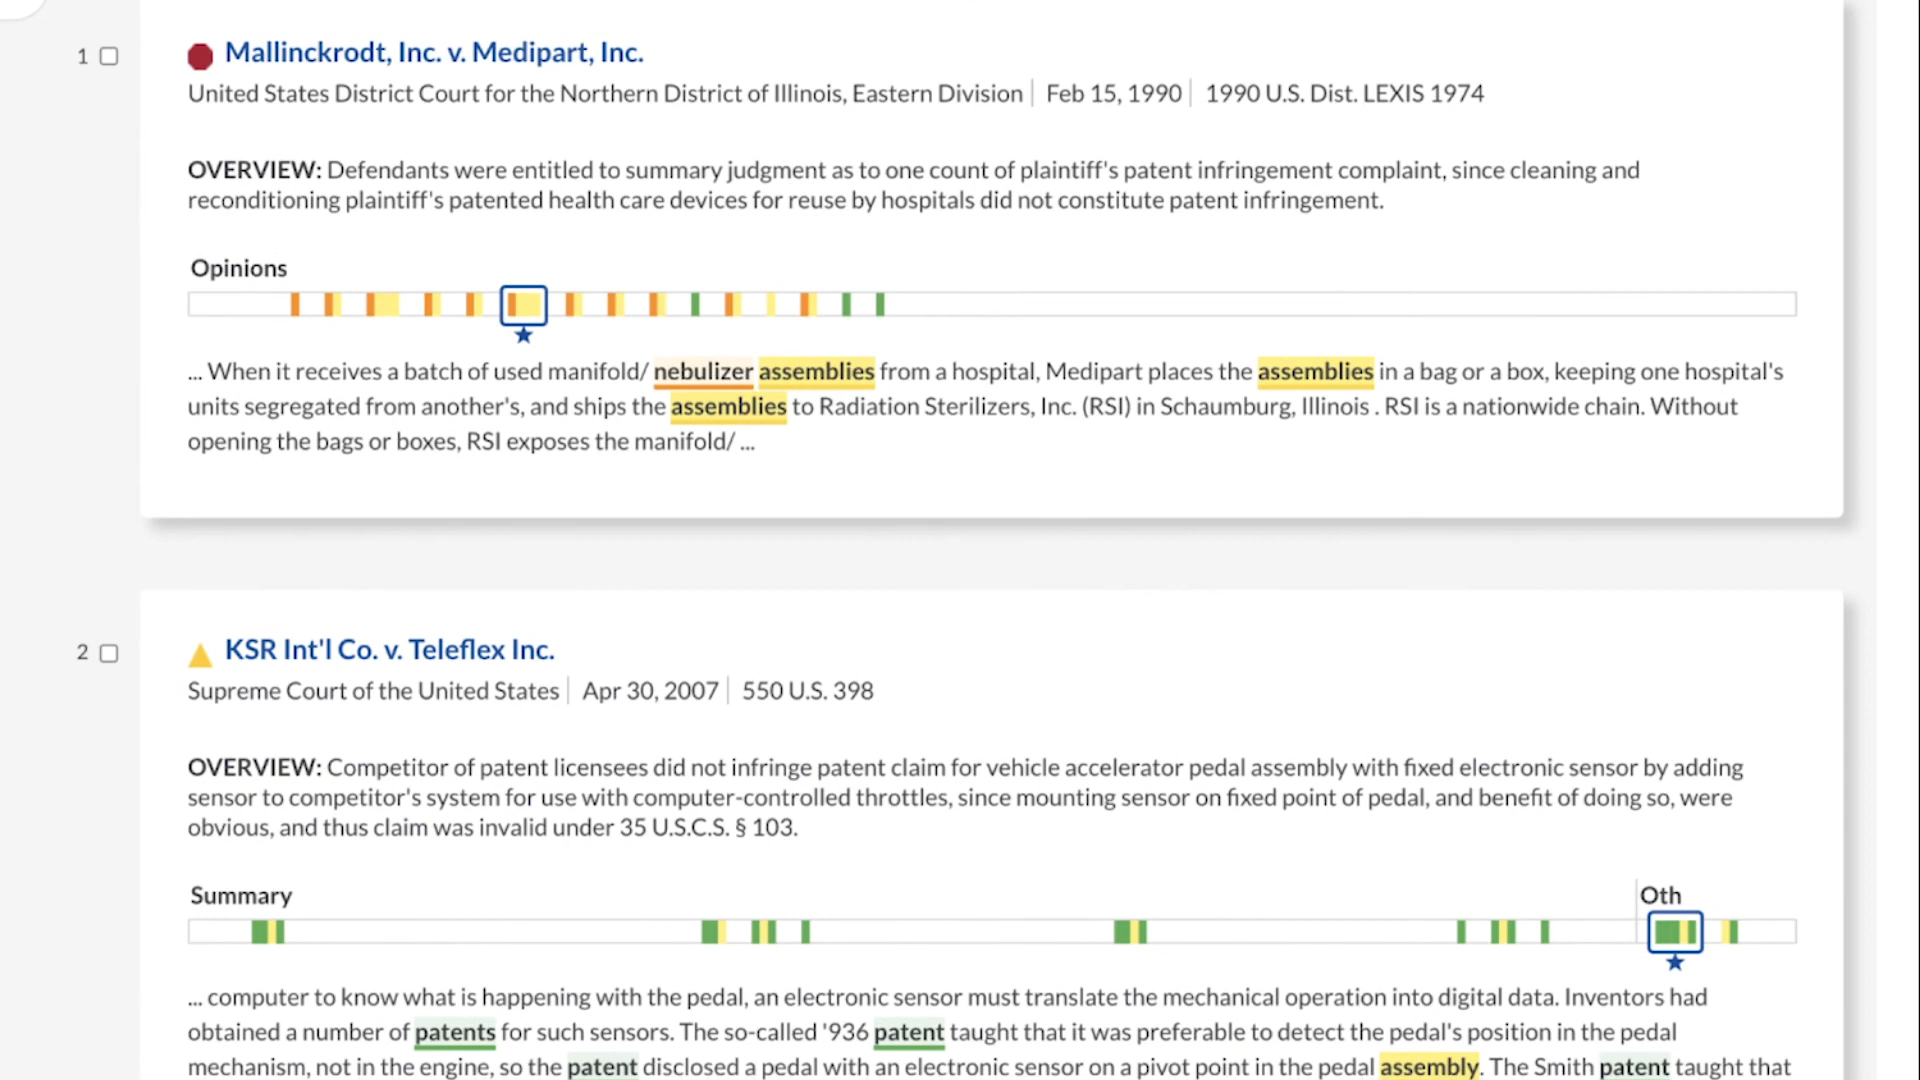 1
Mallinckrodt, Inc. v. Medipart, Inc.
United States District Court for the Northern District of Illinois, Eastern Division | Feb 15, 1990 | 1990 U.S. Dist. LEXIS 1974
OVERVIEW: Defendants were entitled to summary judgment as to one count of plaintiff's patent infringement complaint, since cleaning and
reconditioning plaintiff's patented health care devices for reuse by hospitals did not constitute patent infringement.
Opinions
... When it receives a batch of used manifold/ nebulizer assemblies from a hospital, Medipart places the assemblies in a bag or a box, keeping one hospital's
units segregated from another's, and ships the assemblies to Radiation Sterilizers, Inc. (RSI) in Schaumburg, Illinois . RSI is a nationwide chain. Without
opening the bags or boxes, RSI exposes the manifold/ ...
2
KSR Int'l Co. v. Teleflex Inc.
Supreme Court of the United States | Apr 30, 2007 | 550 U.S. 398
OVERVIEW: Competitor of patent licensees did not infringe patent claim for vehicle accelerator pedal assembly with fixed electronic sensor by adding
sensor to competitor's system for use with computer-controlled throttles, since mounting sensor on fixed point of pedal, and benefit of doing so, were
obvious, and thus claim was invalid under 35 U.S.C.S. § 103.
Summary
Oth
... computer to know what is happening with the pedal, an electronic sensor must translate the mechanical operation into digital data. Inventors had
obtained a number of patents for such sensors. The so-called '936 patent taught that it was preferable to detect the pedal's position in the pedal
mechanism, not in the engine, so the patent disclosed a pedal with an electronic sensor on a pivot point in the pedal assembly. The Smith patent taught that